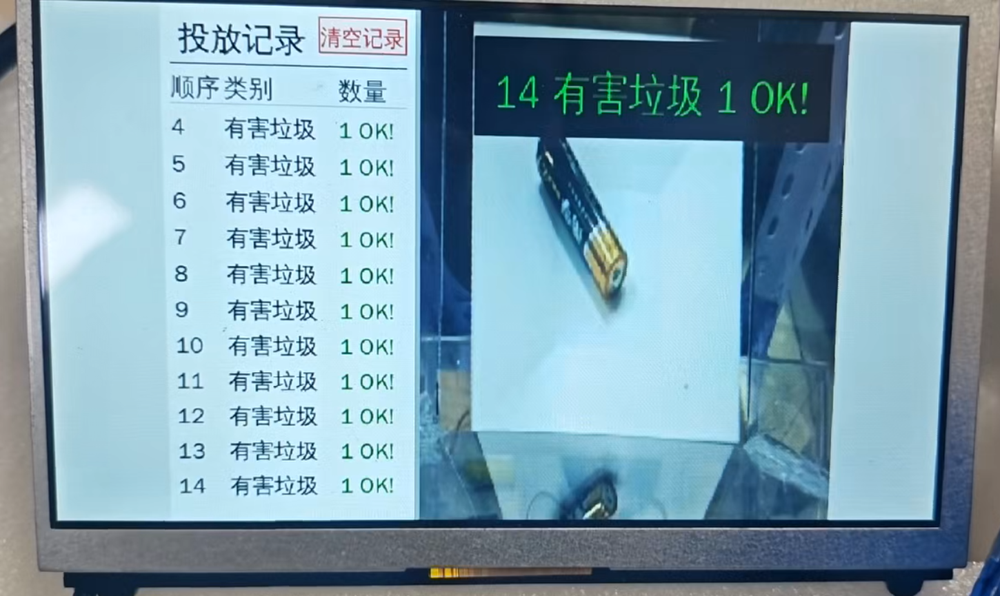 投放记录 清空记录
顺序 类别 数量
4 有害垃圾 1 OK!
5 有害垃圾 1 OK!
6 有害垃圾 1 OK!
7 有害垃圾 1 OK!
8 有害垃圾 1 OK!
9 有害垃圾 1 OK!
10 有害垃圾 1 OK!
11 有害垃圾 1 OK!
12 有害垃圾 1 OK!
13 有害垃圾 1 OK!
14 有害垃圾 1 OK!
14 有害垃圾 1 OK!